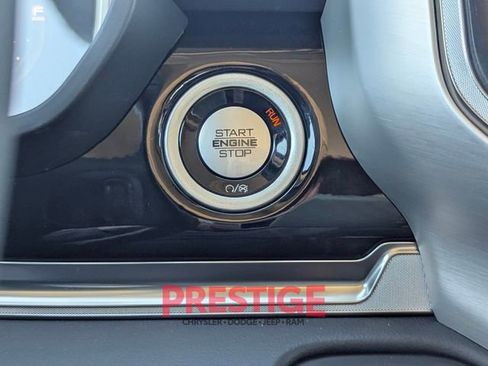 F
RUN
START
ENGINE
STOP
PRESTIGE
CHRYSLER•DODGE•JEEP•RAM